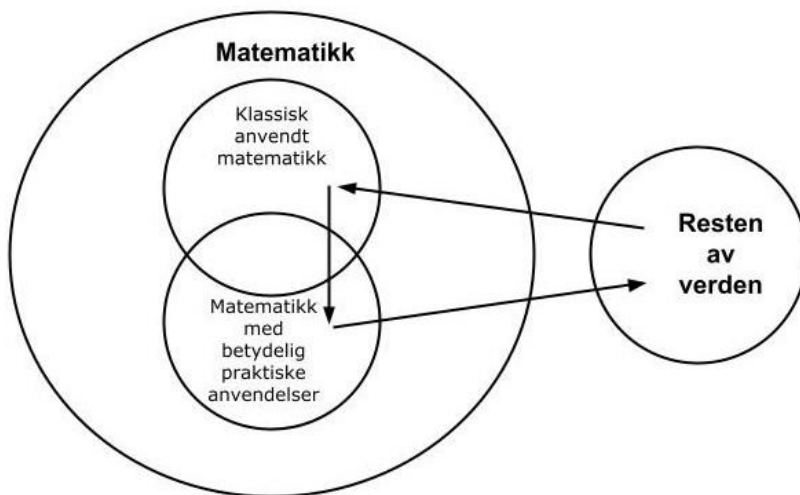 Matematikk
Klassisk
anvendt
matematikk
Resten
av
verden
Matematikk
med
betydelig
praktiske
anvendelser